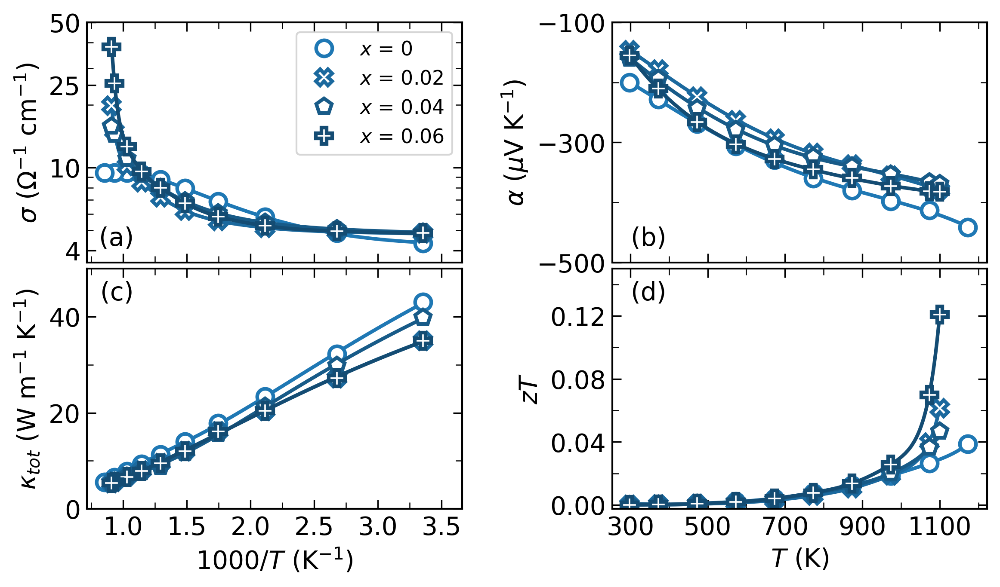 50
25
10
4
σ (Ω⁻¹ cm⁻¹)
(a)
x = 0
x = 0.02
x = 0.04
x = 0.06
−100
−300
−500
α (μV K⁻¹)
(b)
40
20
0
κtot (W m⁻¹ K⁻¹)
(c)
1.0 1.5 2.0 2.5 3.0 3.5
1000/T (K⁻¹)
0.12
0.08
0.04
0.00
zT
(d)
300 500 700 900 1100
T (K)